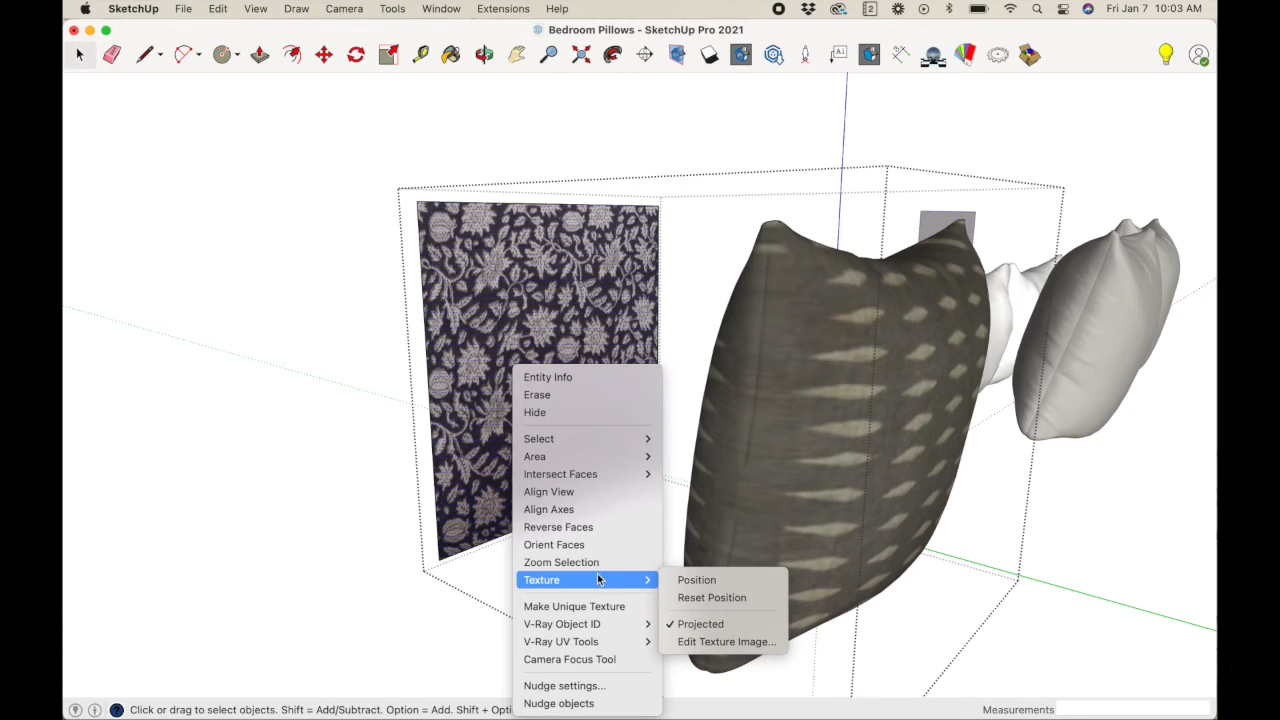 SketchUp File Edit View Draw Camera Tools Window Extensions Help 2 Fri Jan 7 10:03 AM
Bedroom Pillows - SketchUp Pro 2021
A1
Entity Info
Erase
Hide
Select
Area
Intersect Faces
Align View
Align Axes
Reverse Faces
Orient Faces
Zoom Selection
Texture
Position
Reset Position
Projected
Edit Texture Image...
Make Unique Texture
V-Ray Object ID
V-Ray UV Tools
Camera Focus Tool
Nudge settings...
Nudge objects
Click or drag to select objects. Shift = Add/Subtract. Option = Add. Shift + Opti
Measurements